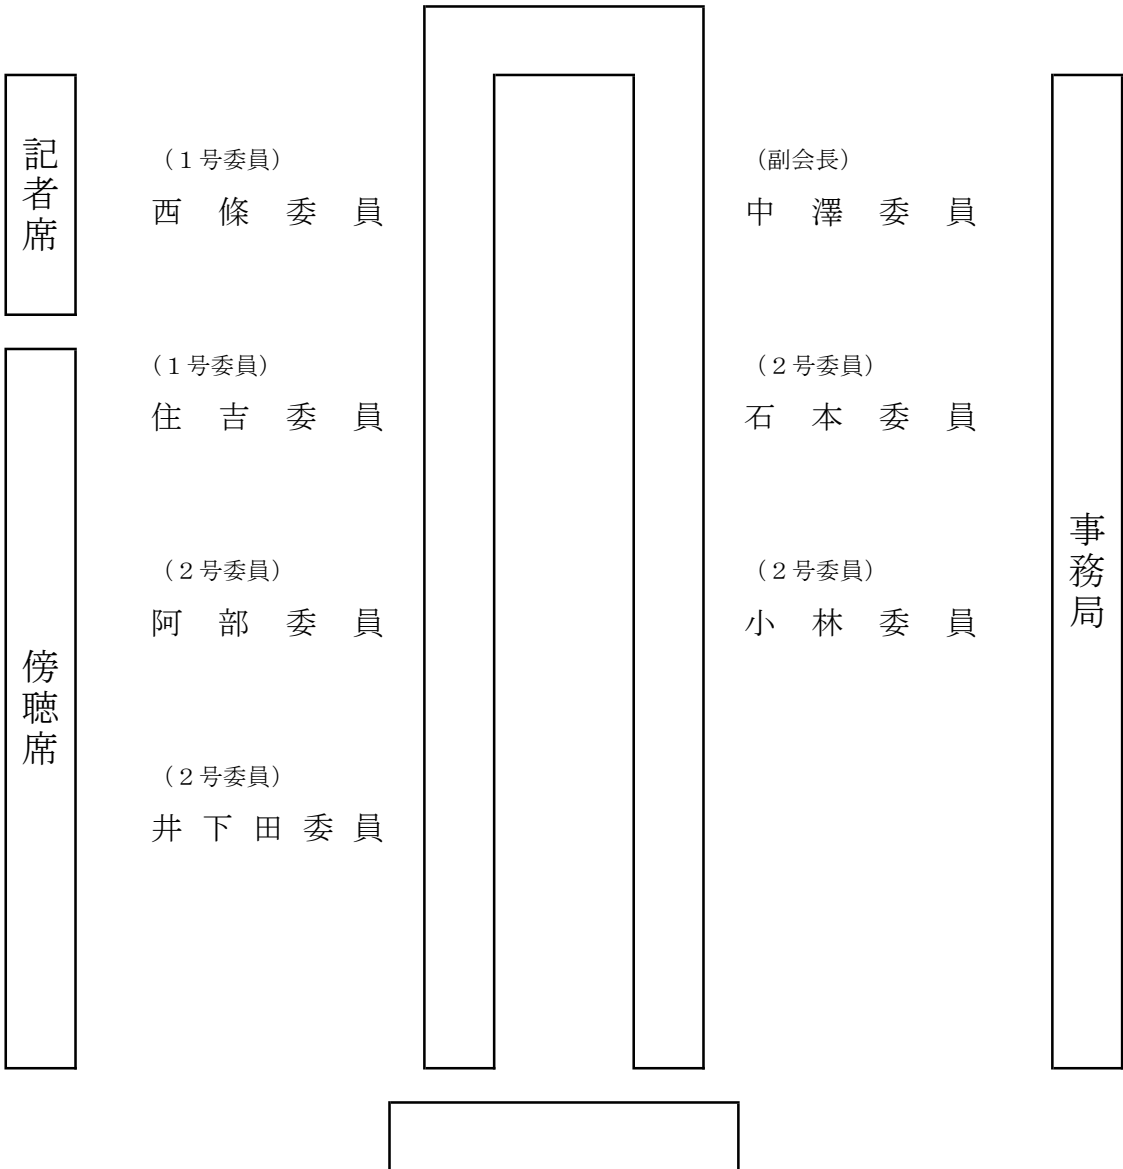 記者席
(1号委員)
西條委員
(副会長)
中澤委員
(1号委員)
住吉委員
(2号委員)
石本委員
(2号委員)
阿部委員
(2号委員)
小林委員
(2号委員)
井下田委員
傍聴席
事務局